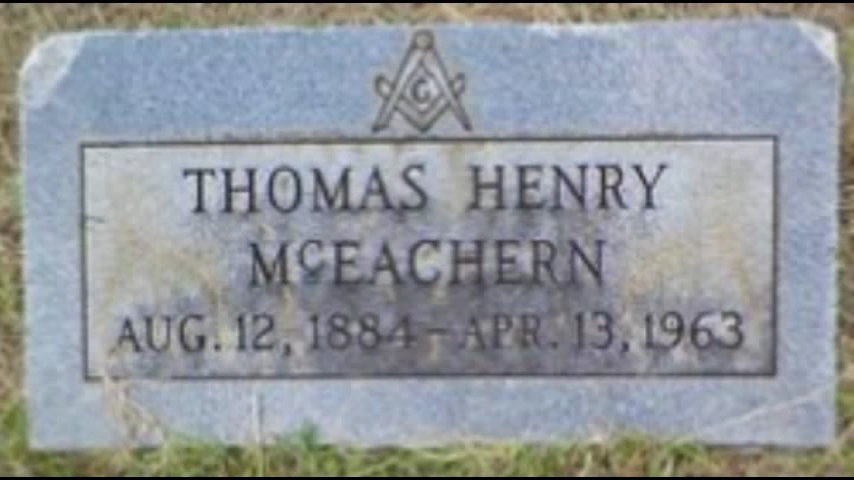 G
THOMAS HENRY
McEACHERN
AUG. 12, 1884 – APR. 13, 1963